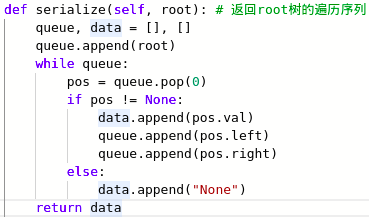 def serialize(self, root): # 返回root树的遍历序列
    queue, data = [], []
    queue.append(root)
    while queue:
        pos = queue.pop(0)
        if pos != None:
            data.append(pos.val)
            queue.append(pos.left)
            queue.append(pos.right)
        else:
            data.append("None")
    return data